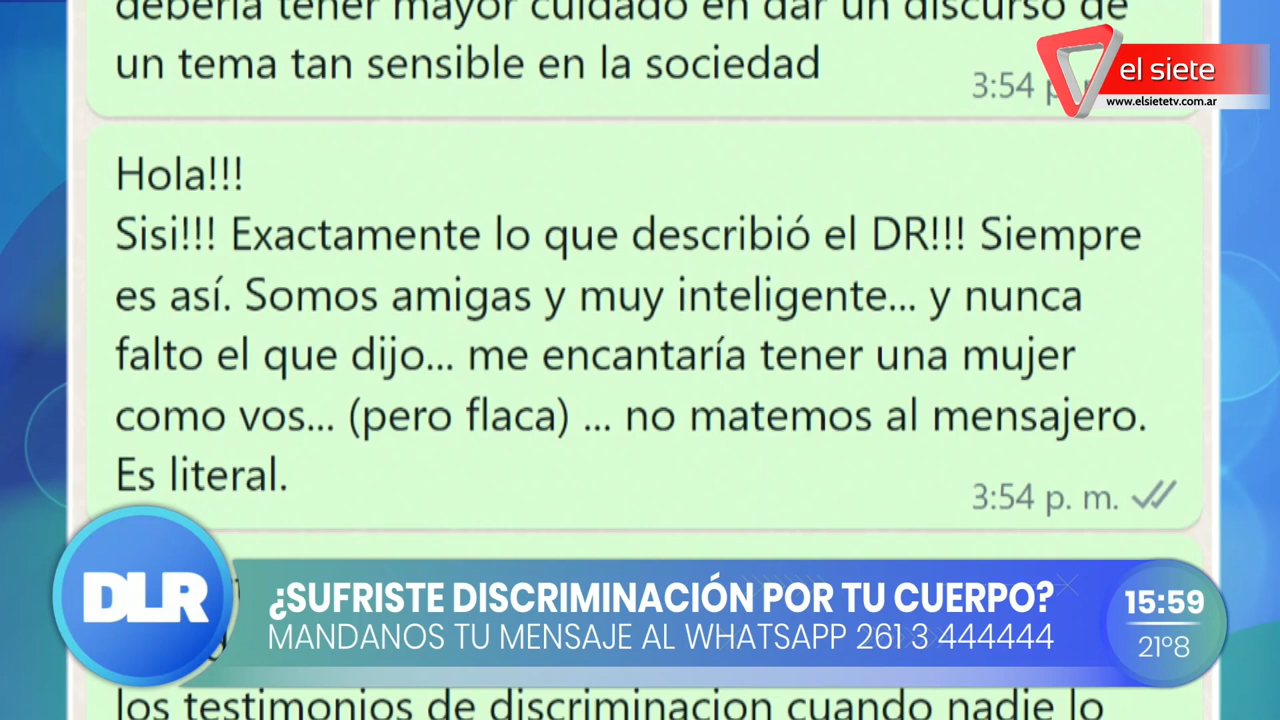 debería tener mayor cuidado en dar un discurso de
un tema tan sensible en la sociedad
3:54 p.
el siete
www.elsietetv.com.ar
Hola!!!
Sisi!!! Exactamente lo que describió el DR!!! Siempre
es así. Somos amigas y muy inteligente... y nunca
falto el que dijo... me encantaría tener una mujer
como vos... (pero flaca) ... no matemos al mensajero.
Es literal.
3:54 p. m.
DLR
¿SUFRISTE DISCRIMINACIÓN POR TU CUERPO?
MANDANOS TU MENSAJE AL WHATSAPP 261 3 444444
15:59
21º8
los testimonios de discriminacion cuando nadie lo